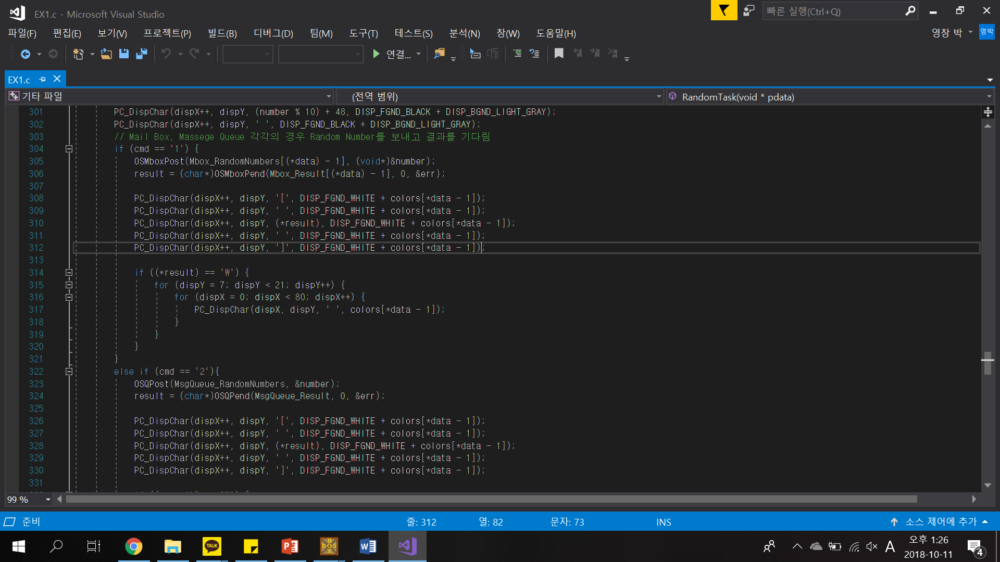 EX1.c - Microsoft Visual Studio
빠른 실행(Ctrl+Q)
파일(F) 편집(E) 보기(V) 프로젝트(P) 빌드(B) 디버그(D) 팀(M) 도구(T) 테스트(S) 분석(N) 창(W) 도움말(H)
영창 박
영박
연결...
EX1.c
기타 파일
(전역 범위)
RandomTask(void * pdata)
301 PC_DispChar(dispX++, dispY, (number % 10) + 48, DISP_FGND_BLACK + DISP_BGND_LIGHT_GRAY);
302 PC_DispChar(dispX++, dispY, ' ', DISP_FGND_BLACK + DISP_BGND_LIGHT_GRAY);
303 // Mail Box, Massege Queue 각각의 경우 Random Number를 보내고 결과를 기다림
304 if (cmd == '1') {
305 OSMboxPost(Mbox_RandomNumbers[(*data) - 1], (void*)&number);
306 result = (char*)OSMboxPend(Mbox_Result[(*data) - 1], 0, &err);
307
308 PC_DispChar(dispX++, dispY, '[', DISP_FGND_WHITE + colors[*data - 1]);
309 PC_DispChar(dispX++, dispY, ' ', DISP_FGND_WHITE + colors[*data - 1]);
310 PC_DispChar(dispX++, dispY, (*result), DISP_FGND_WHITE + colors[*data - 1]);
311 PC_DispChar(dispX++, dispY, ' ', DISP_FGND_WHITE + colors[*data - 1]);
312 PC_DispChar(dispX++, dispY, ']', DISP_FGND_WHITE + colors[*data - 1]);
313
314 if ((*result) == 'W') {
315 for (dispY = 7; dispY < 21; dispY++) {
316 for (dispX = 0; dispX < 80; dispX++) {
317 PC_DispChar(dispX, dispY, ' ', colors[*data - 1]);
318 }
319 }
320 }
321 }
322 else if (cmd == '2'){
323 OSQPost(MsgQueue_RandomNumbers, &number);
324 result = (char*)OSQPend(MsgQueue_Result, 0, &err);
325
326 PC_DispChar(dispX++, dispY, '[', DISP_FGND_WHITE + colors[*data - 1]);
327 PC_DispChar(dispX++, dispY, ' ', DISP_FGND_WHITE + colors[*data - 1]);
328 PC_DispChar(dispX++, dispY, (*result), DISP_FGND_WHITE + colors[*data - 1]);
329 PC_DispChar(dispX++, dispY, ' ', DISP_FGND_WHITE + colors[*data - 1]);
330 PC_DispChar(dispX++, dispY, ']', DISP_FGND_WHITE + colors[*data - 1]);
331
99 %
준비
줄: 312 열: 82 문자: 73 INS
소스 제어에 추가
TALK
BOX
DOS
A
오후 1:26
2018-10-11
4